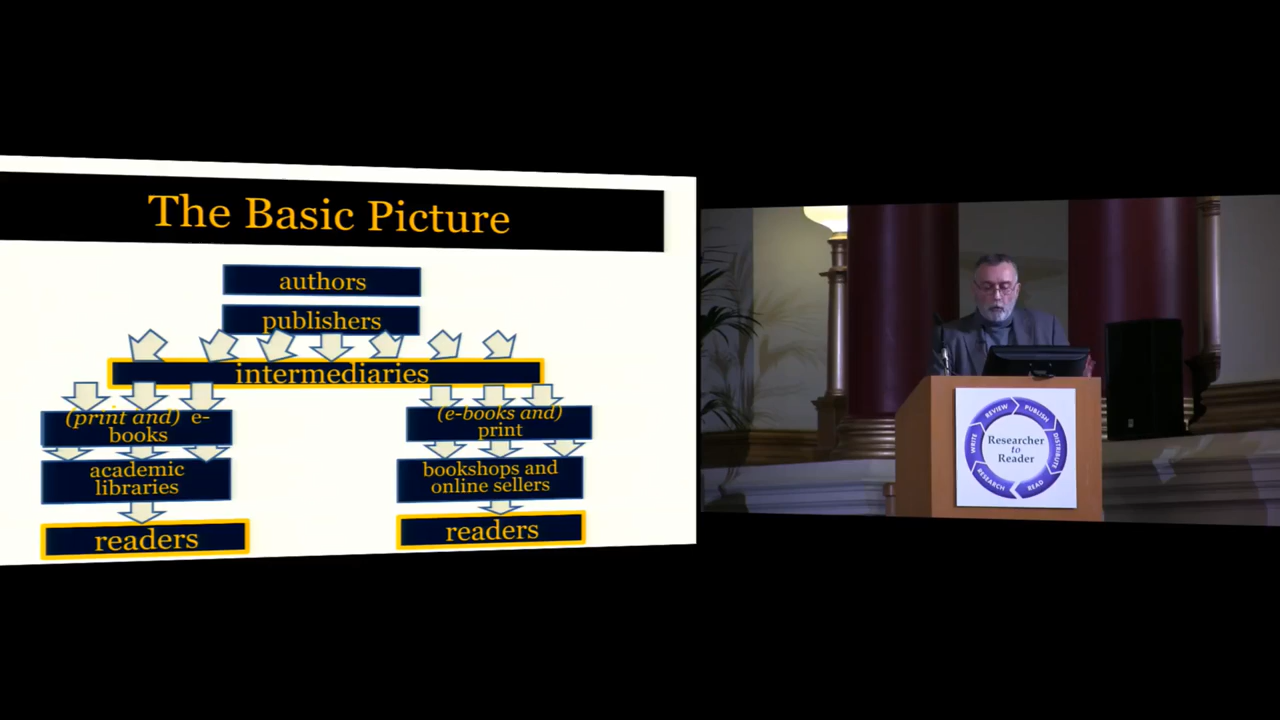 The Basic Picture
authors
publishers
intermediaries
(print and) e-
books
(e-books and)
print
academic
libraries
bookshops and
online sellers
readers
readers
REVIEW
PUBLISH
DISTRIBUTE
READ
RESEARCH
WRITE
Researcher
to
Reader